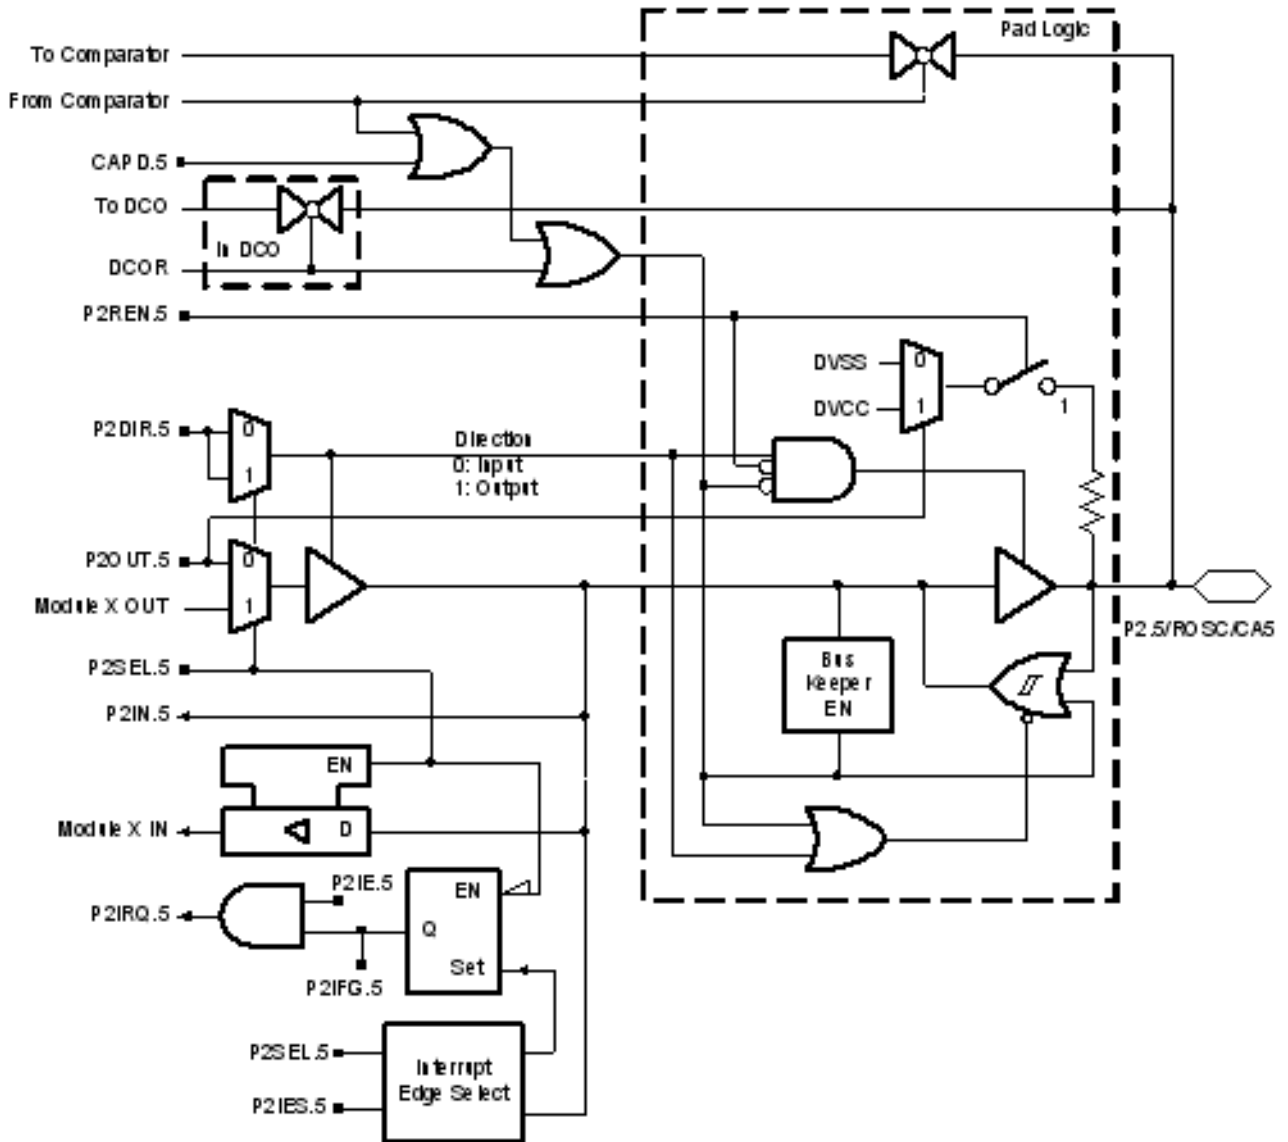 Pad Logic
To Comparator
From Comparator
CAPD.5
To DCO
In DCO
DCOR
P2REN.5
DVSS
0
DVCC
1
1
P2DIR.5
0
1
Direction
0: Input
1: Output
P2OUT.5
0
Module X OUT
1
P2.5/ROSC/CA5
P2SEL.5
Bus
Keeper
EN
P2IN.5
EN
Module X IN
D
P2IE.5
EN
P2IRQ.5
Q
Set
P2IFG.5
P2SEL.5
Interrupt
Edge Select
P2IES.5